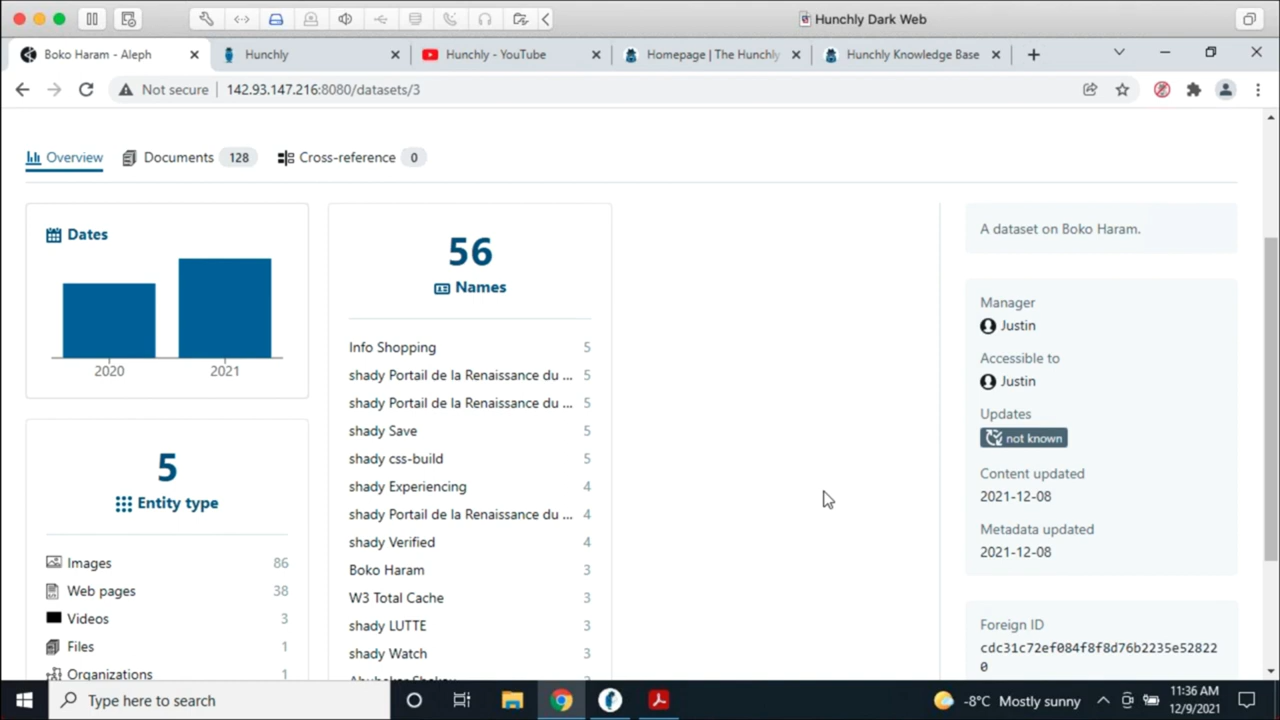 Hunchly Dark Web
Boko Haram - Aleph
Hunchly
Hunchly - YouTube
Homepage | The Hunchly
Hunchly Knowledge Base
Not secure
142.93.147.216:8080/datasets/3
Overview
Documents 128
Cross-reference 0
Dates
2020 2021
5
Entity type
Images 86
Web pages 38
Videos 3
Files 1
Organizations 1
56
Names
Info Shopping 5
shady Portail de la Renaissance du ... 5
shady Portail de la Renaissance du ... 5
shady Save 5
shady css-build 5
shady Experiencing 4
shady Portail de la Renaissance du ... 4
shady Verified 4
Boko Haram 3
W3 Total Cache 3
shady LUTTE 3
shady Watch 3
A dataset on Boko Haram.
Manager
Justin
Accessible to
Justin
Updates
not known
Content updated
2021-12-08
Metadata updated
2021-12-08
Foreign ID
cdc31c72ef084f8f8d76b2235e52822
0
Type here to search
-8°C Mostly sunny
11:36 AM
12/9/2021